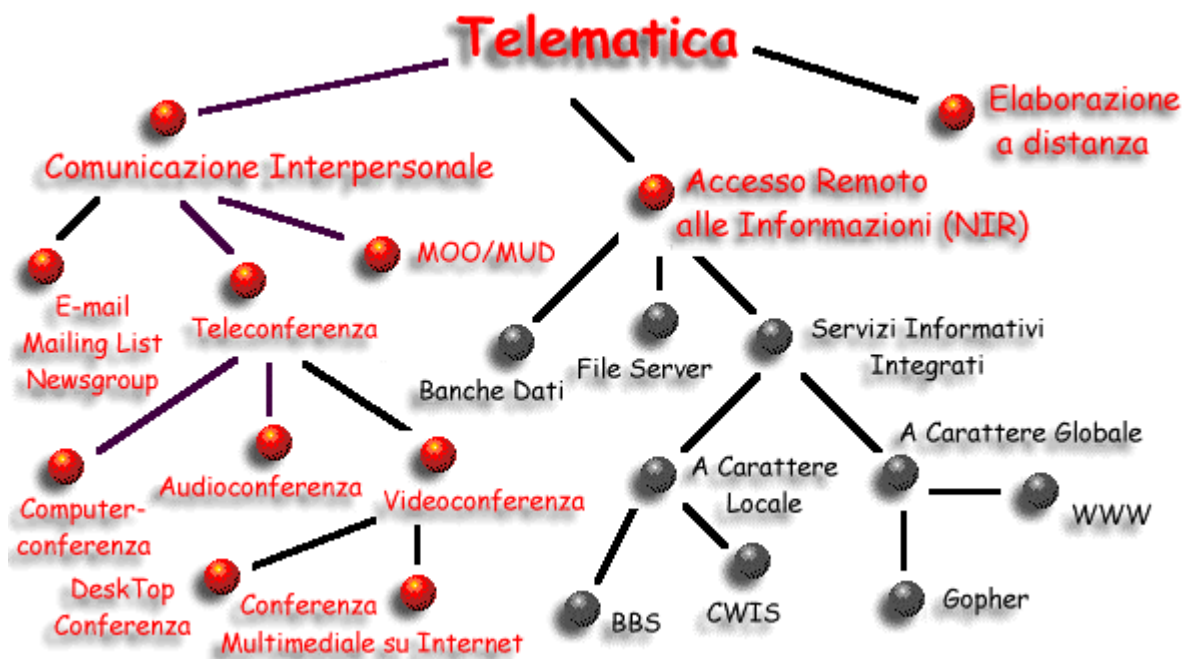 Telematica
Elaborazione
a distanza
Comunicazione Interpersonale
Accesso Remoto
alle Informazioni (NIR)
MOO/MUD
E-mail
Mailing List
Newsgroup
Teleconferenza
Banche Dati
File Server
Servizi Informativi
Integrati
Computer-
conferenza
Audioconferenza
Videoconferenza
A Carattere
Locale
A Carattere Globale
WWW
DeskTop
Conferenza
Conferenza
Multimediale su Internet
BBS
CWIS
Gopher